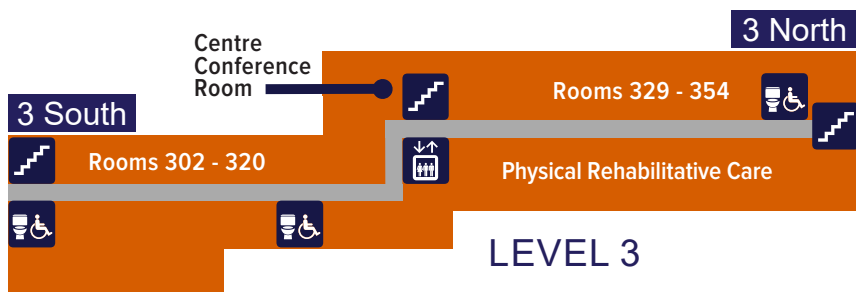 3 North
Centre
Conference
Room
Rooms 329 - 354
3 South
Rooms 302 - 320
Physical Rehabilitative Care
LEVEL 3